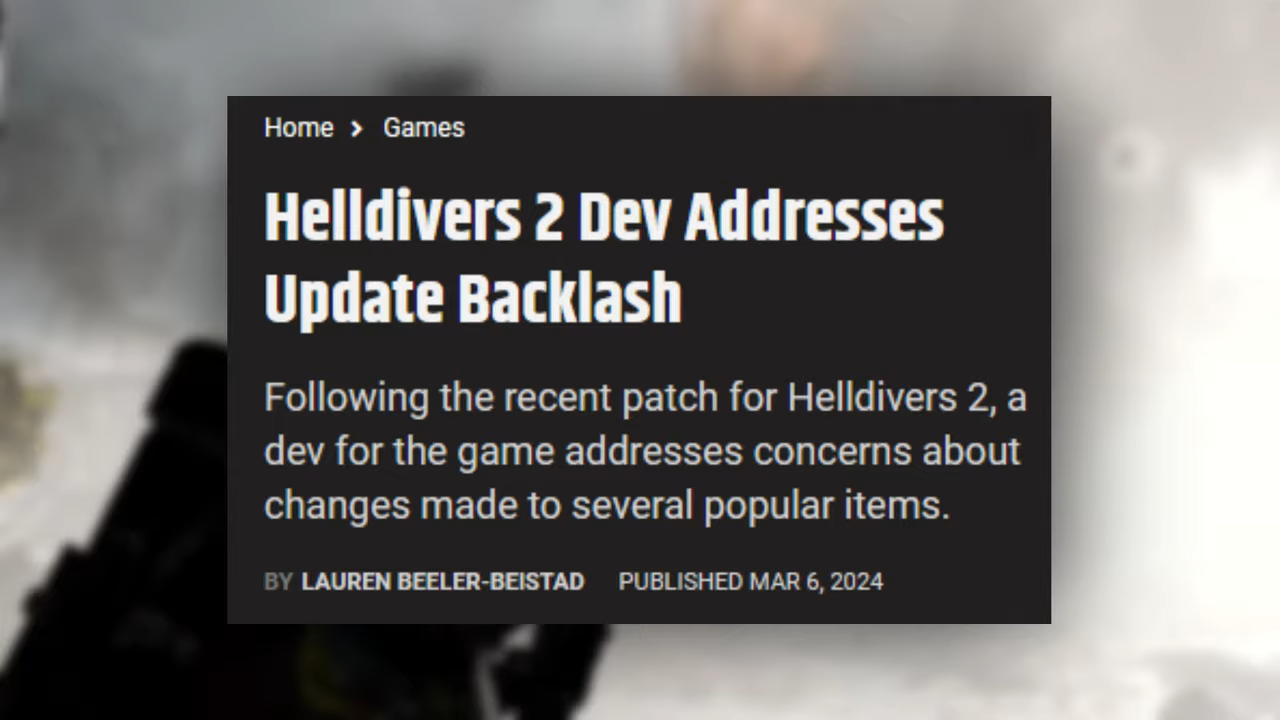 Home > Games
Helldivers 2 Dev Addresses
Update Backlash
Following the recent patch for Helldivers 2, a
dev for the game addresses concerns about
changes made to several popular items.
BY LAUREN BEELER-BEISTAD PUBLISHED MAR 6, 2024